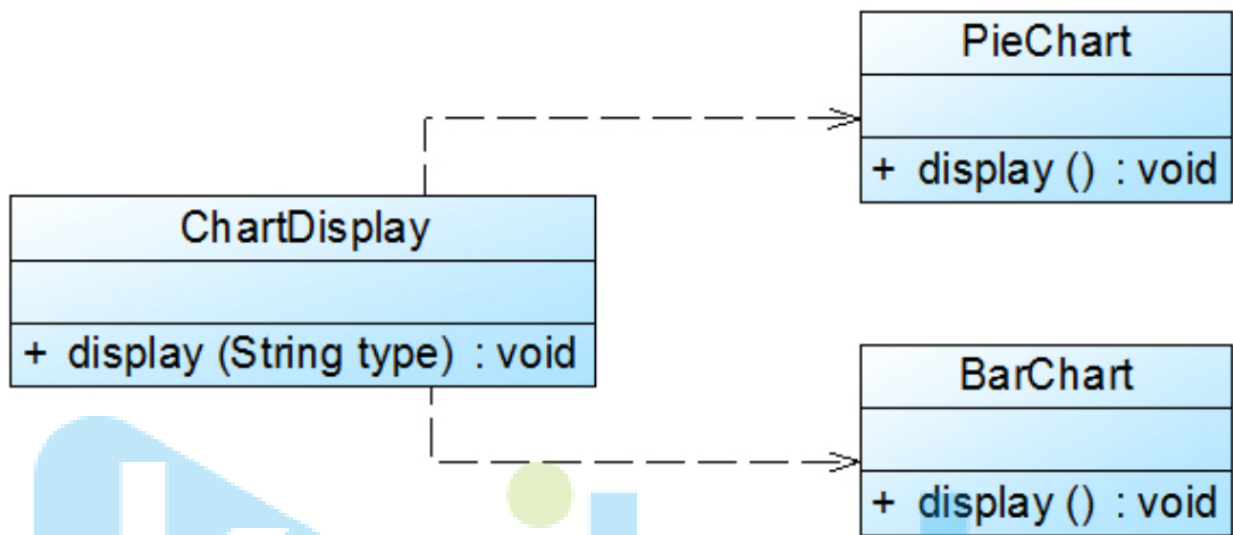 PieChart
+ display () : void
ChartDisplay
+ display (String type) : void
BarChart
+ display () : void